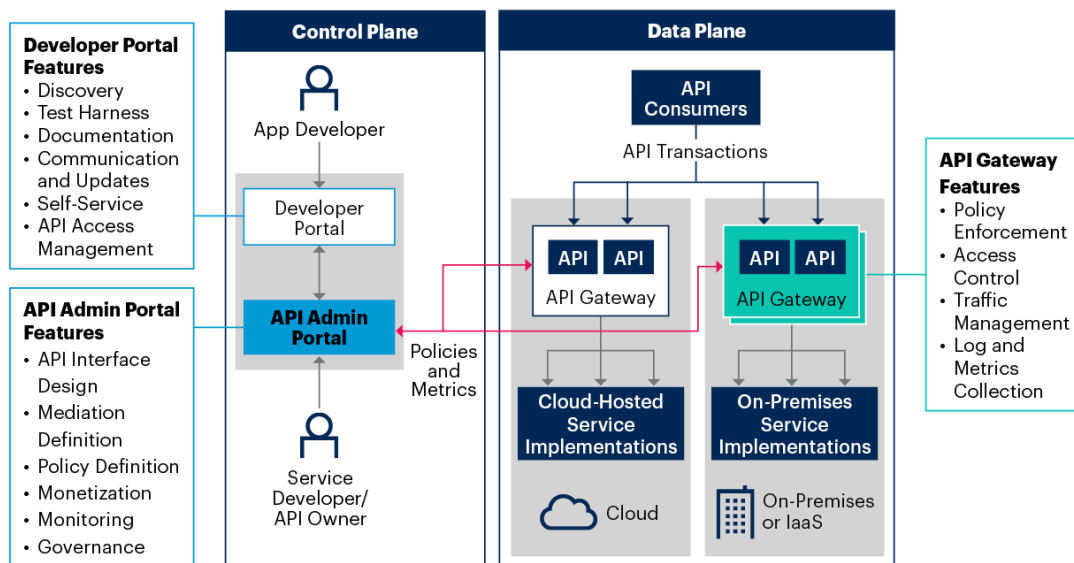 Developer Portal
Features
• Discovery
• Test Harness
• Documentation
• Communication
and Updates
• Self-Service
• API Access
Management
API Admin Portal
Features
• API Interface
Design
• Mediation
Definition
• Policy Definition
• Monetization
• Monitoring
• Governance
Control Plane
App Developer
Developer
Portal
API Admin
Portal
Policies
and
Metrics
Service
Developer/
API Owner
Data Plane
API
Consumers
API Transactions
API API
API Gateway
Cloud-Hosted
Service
Implementations
Cloud
API API
API Gateway
On-Premises
Service
Implementations
On-Premises
or IaaS
API Gateway
Features
• Policy
Enforcement
• Access
Control
• Traffic
Management
• Log and
Metrics
Collection